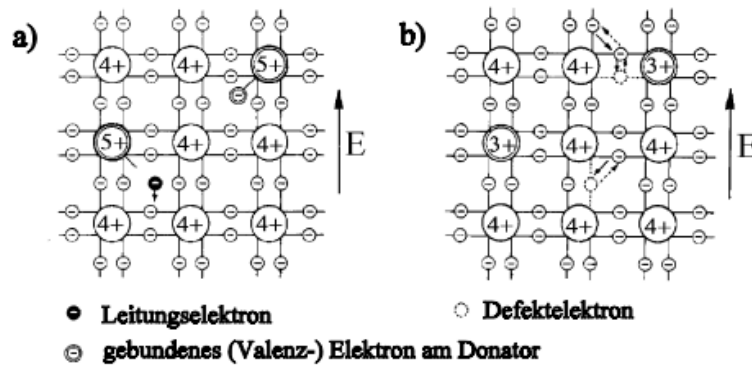 a)
4+ 4+ 5+
5+ 4+ 4+
4+ 4+ 4+
E
b)
4+ 4+ 3+
3+ 4+ 4+
4+ 4+ 4+
E
Leitungselektron
gebundenes (Valenz-) Elektron am Donator
Defektelektron